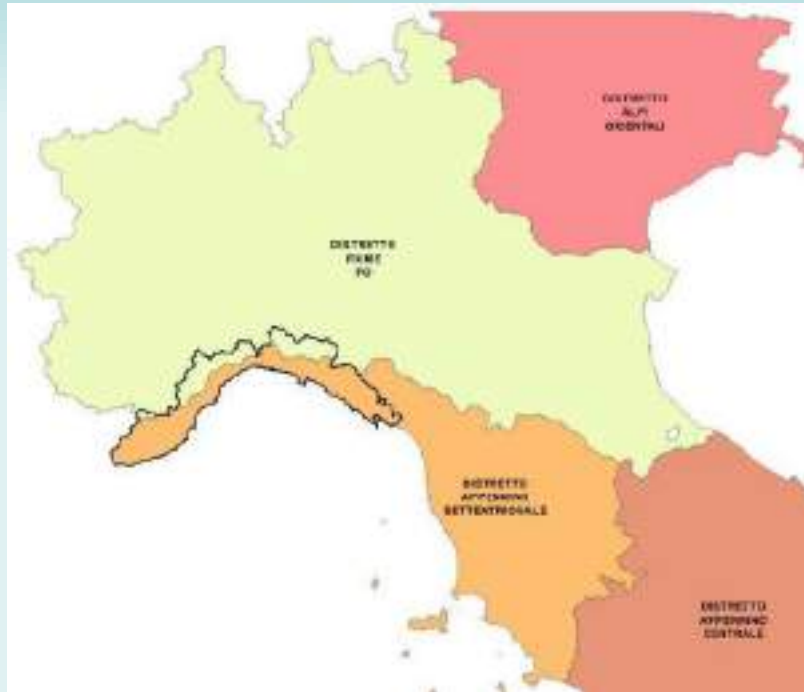 DISTRETTO
ALPI
ORIENTALI
DISTRETTO
FIUME
PO
DISTRETTO
APPENNINO
SETTENTRIONALE
DISTRETTO
APPENNINO
CENTRALE